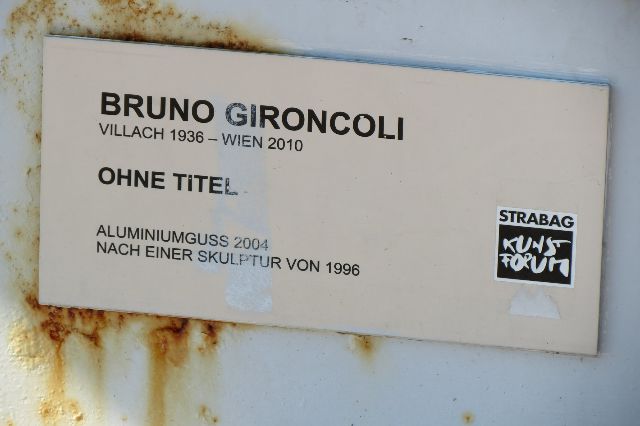 BRUNO GIRONCOLI
VILLACH 1936 – WIEN 2010
OHNE TiTEL
ALUMINIUMGUSS 2004
NACH EINER SKULPTUR VON 1996
STRABAG
KUNST
FORUM